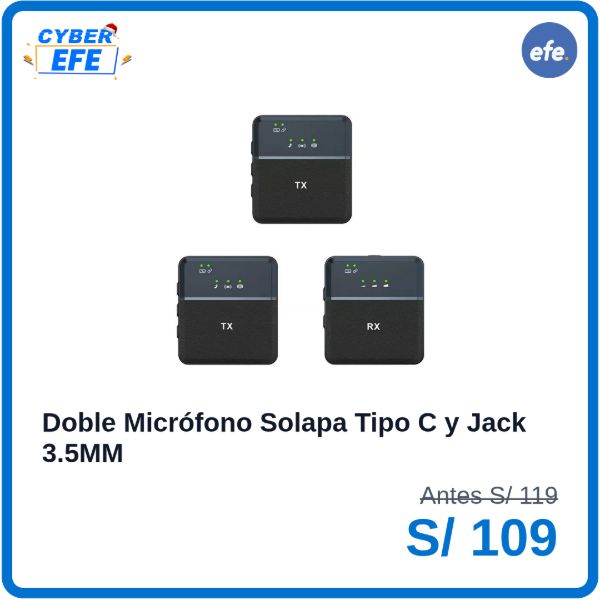 CYBER
EFE
efe.
TX
TX
RX
Doble Micrófono Solapa Tipo C y Jack
3.5MM
Antes S/ 119
S/ 109